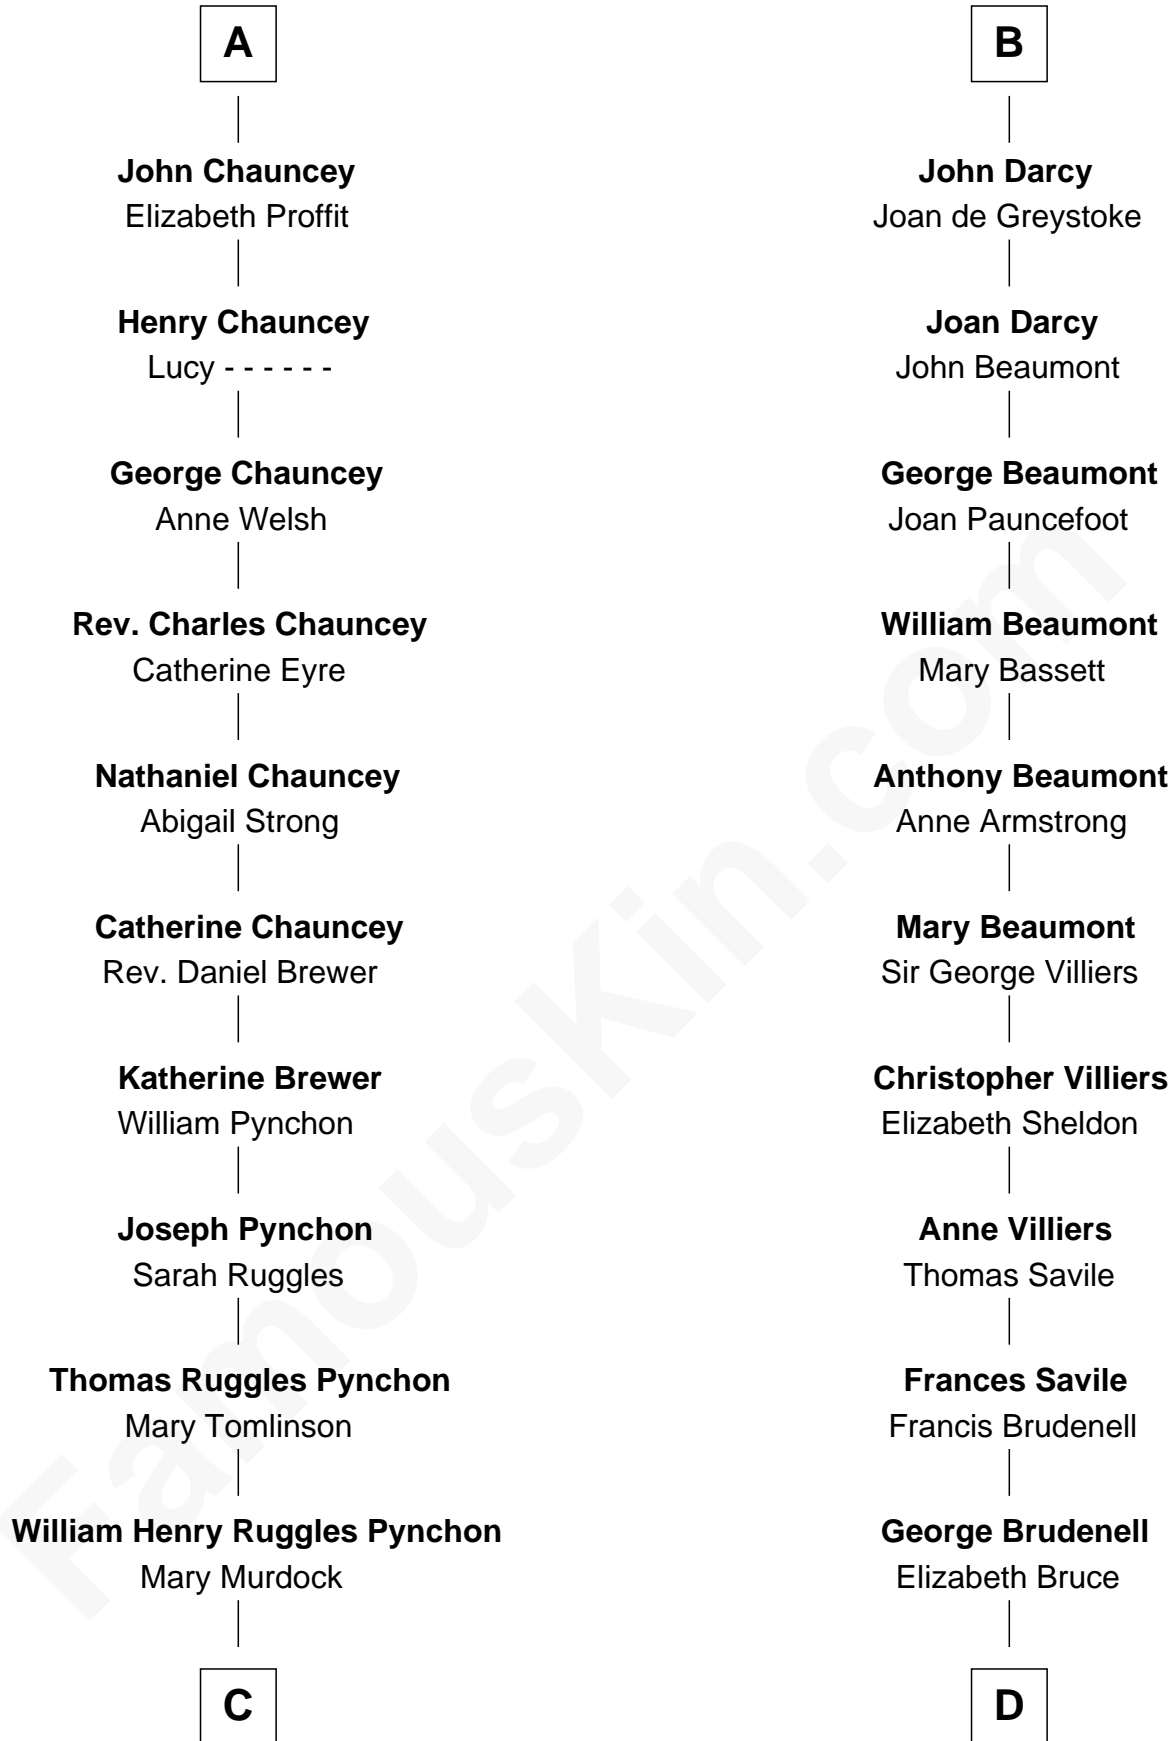 A
John Chauncey
Elizabeth Proffit
Henry Chauncey
Lucy - - - - - -
George Chauncey
Anne Welsh
Rev. Charles Chauncey
Catherine Eyre
Nathaniel Chauncey
Abigail Strong
Catherine Chauncey
Rev. Daniel Brewer
Katherine Brewer
William Pynchon
Joseph Pynchon
Sarah Ruggles
Thomas Ruggles Pynchon
Mary Tomlinson
William Henry Ruggles Pynchon
Mary Murdock
C
B
John Darcy
Joan de Greystoke
Joan Darcy
John Beaumont
George Beaumont
Joan Pauncefoot
William Beaumont
Mary Bassett
Anthony Beaumont
Anne Armstrong
Mary Beaumont
Sir George Villiers
Christopher Villiers
Elizabeth Sheldon
Anne Villiers
Thomas Savile
Frances Savile
Francis Brudenell
George Brudenell
Elizabeth Bruce
D
FamousKin.com